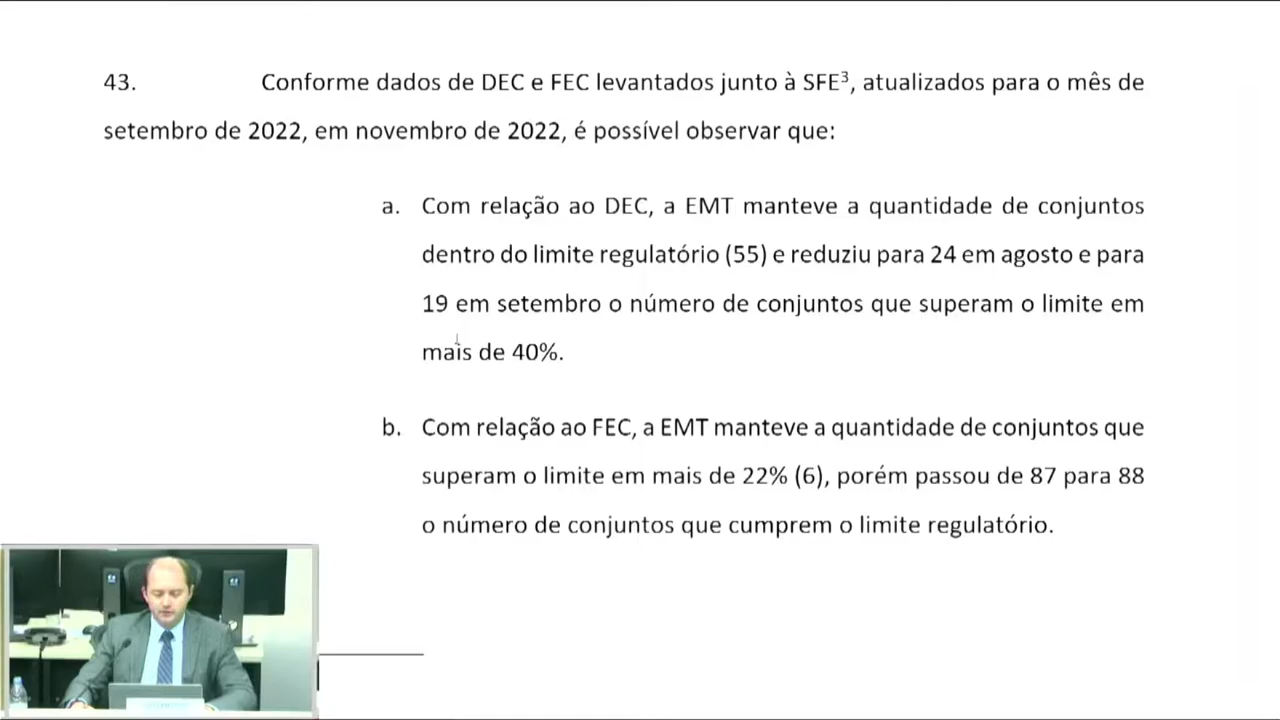 43. Conforme dados de DEC e FEC levantados junto à SFE³, atualizados para o mês de
setembro de 2022, em novembro de 2022, é possível observar que:
a. Com relação ao DEC, a EMT manteve a quantidade de conjuntos
dentro do limite regulatório (55) e reduziu para 24 em agosto e para
19 em setembro o número de conjuntos que superam o limite em
mais de 40%.
b. Com relação ao FEC, a EMT manteve a quantidade de conjuntos que
superam o limite em mais de 22% (6), porém passou de 87 para 88
o número de conjuntos que cumprem o limite regulatório.